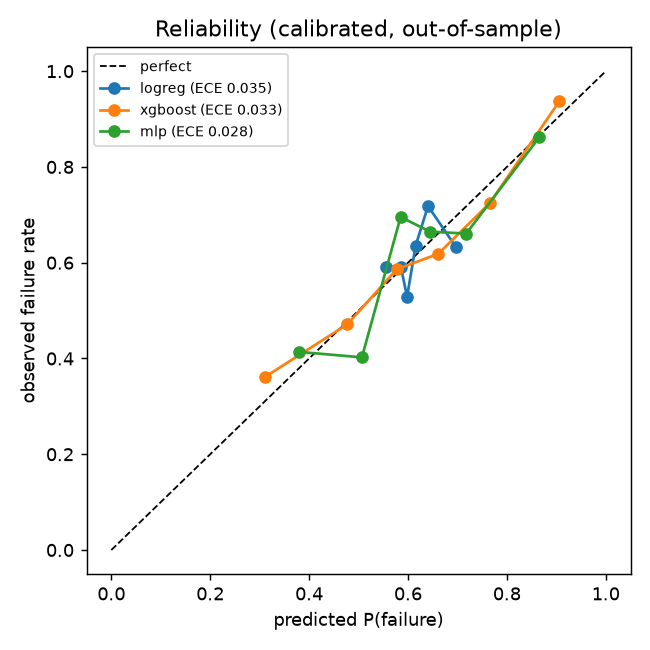 Reliability (calibrated, out-of-sample)
perfect
logreg (ECE 0.035)
xgboost (ECE 0.033)
mlp (ECE 0.028)
1.0
0.8
0.6
0.4
0.2
0.0
observed failure rate
0.0 0.2 0.4 0.6 0.8 1.0
predicted P(failure)